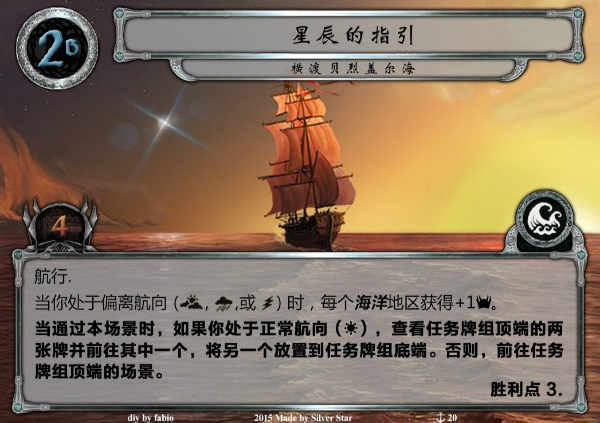 2B
星辰的指引
横渡贝烈盖尔海
4
航行.
当你处于偏离航向（, ,或 ）时，每个海洋地区获得+1。
当通过本场景时，如果你处于正常航向（☀），查看任务牌组顶端的两
张牌并前往其中一个，将另一个放置到任务牌组底端。否则，前往任务
牌组顶端的场景。
胜利点 3.
diy by fabio 2015 Made by Silver Star 20